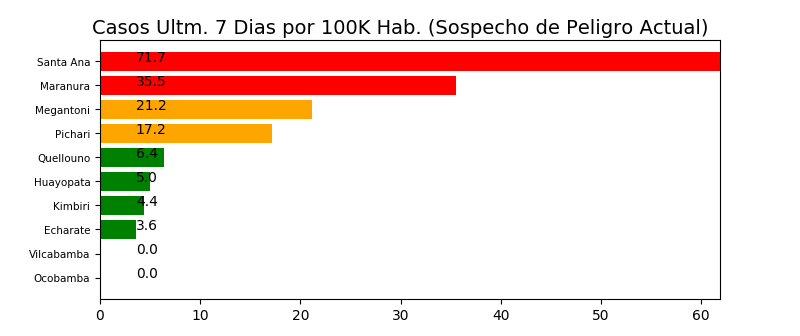 Casos Ultm. 7 Dias por 100K Hab. (Sospecho de Peligro Actual)
Santa Ana 71.7
Maranura 35.5
Megantoni 21.2
Pichari 17.2
Quellouno 6.4
Huayopata 5.0
Kimbiri 4.4
Echarate 3.6
Vilcabamba 0.0
Ocobamba 0.0
0 10 20 30 40 50 60